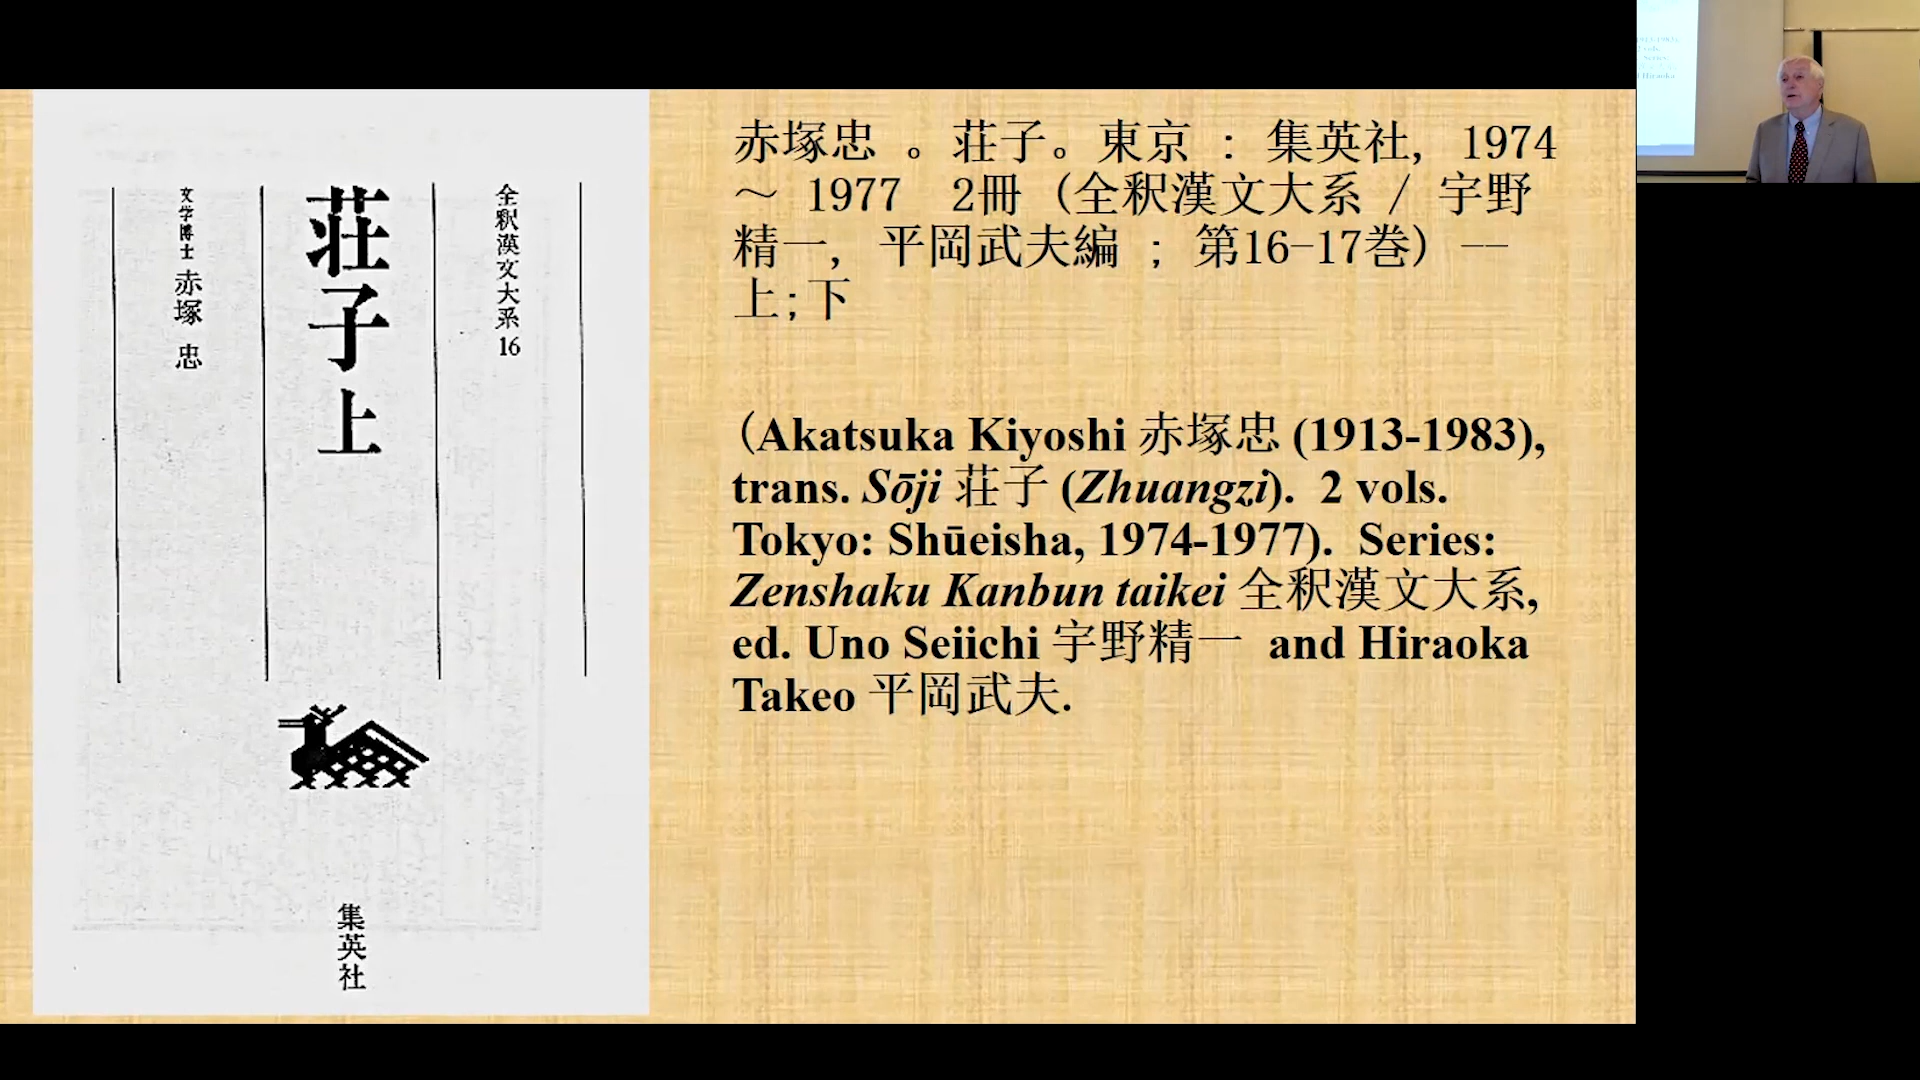 全釈漢文大系 16
荘子 上
文学博士 赤塚 忠
集英社
赤塚忠 。荘子。東京 : 集英社, 1974
～ 1977 2冊 (全釈漢文大系 / 宇野
精一, 平岡武夫編 ; 第16-17巻) --
上;下
(Akatsuka Kiyoshi 赤塚忠 (1913-1983),
trans. Sōji 荘子 (Zhuangzi). 2 vols.
Tokyo: Shūeisha, 1974-1977). Series:
Zenshaku Kanbun taikei 全釈漢文大系,
ed. Uno Seiichi 宇野精一 and Hiraoka
Takeo 平岡武夫.